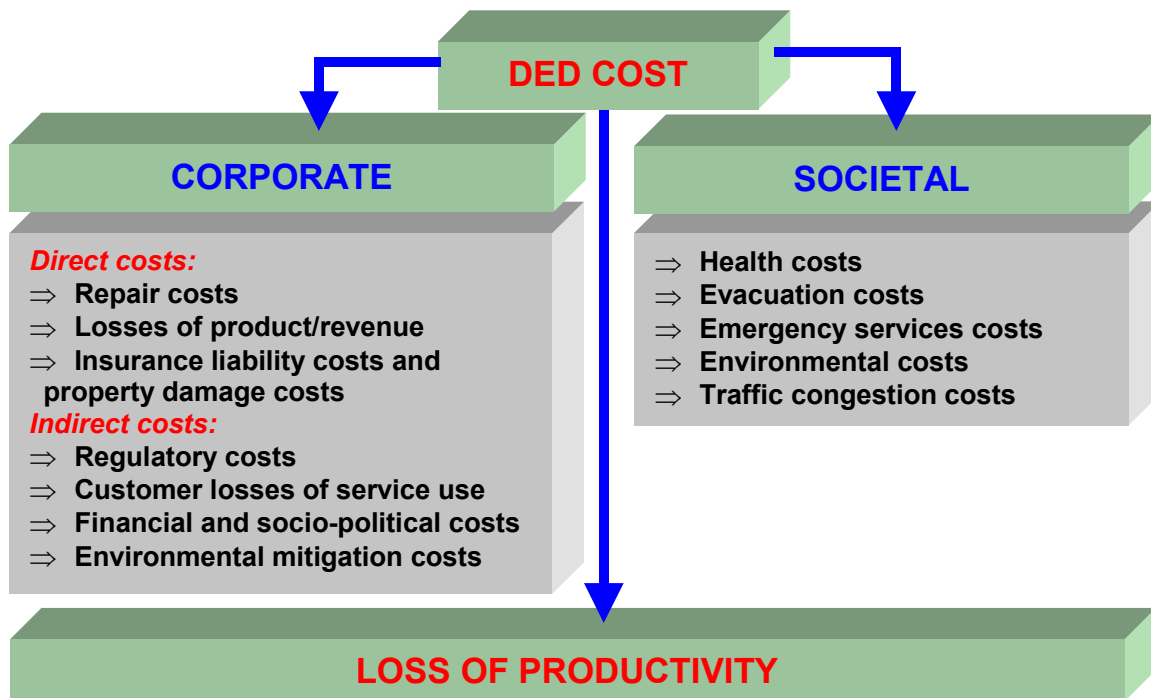 DED COST
CORPORATE
Direct costs:
⇒ Repair costs
⇒ Losses of product/revenue
⇒ Insurance liability costs and
property damage costs
Indirect costs:
⇒ Regulatory costs
⇒ Customer losses of service use
⇒ Financial and socio-political costs
⇒ Environmental mitigation costs
SOCIETAL
⇒ Health costs
⇒ Evacuation costs
⇒ Emergency services costs
⇒ Environmental costs
⇒ Traffic congestion costs
LOSS OF PRODUCTIVITY